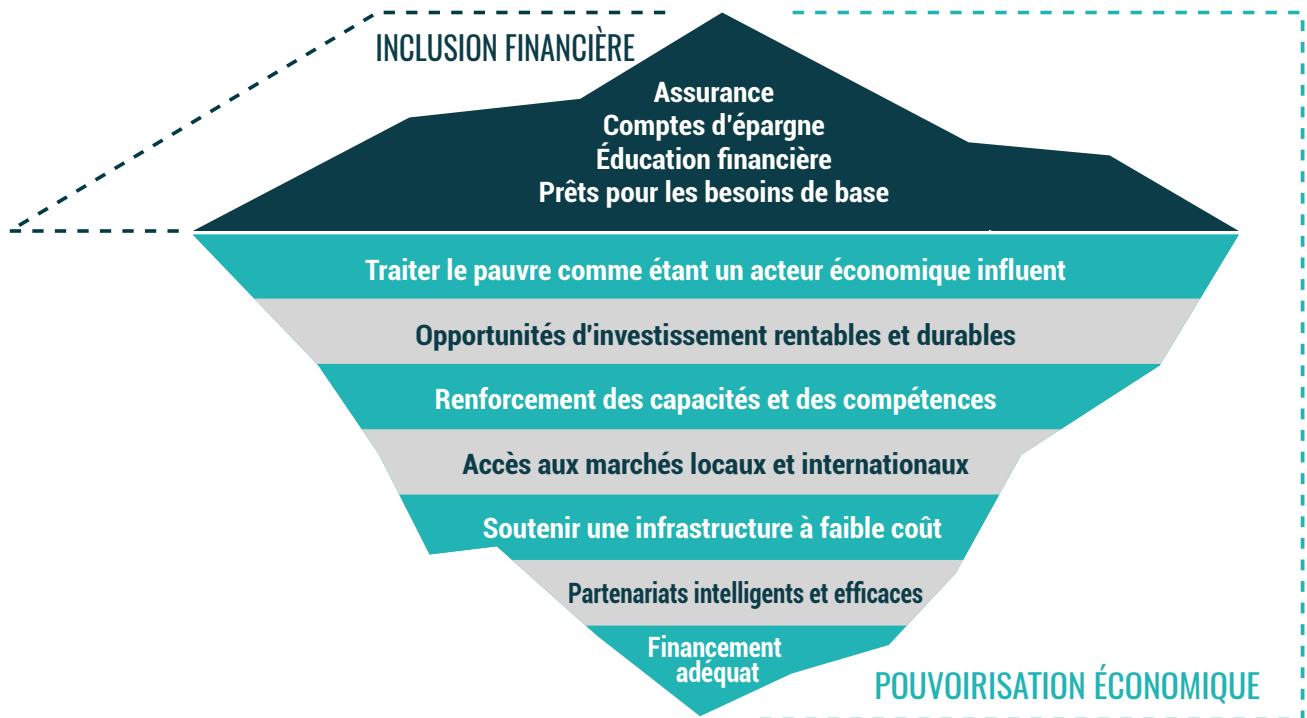 INCLUSION FINANCIÈRE
Assurance
Comptes d'épargne
Éducation financière
Prêts pour les besoins de base
Traiter le pauvre comme étant un acteur économique influent
Opportunités d'investissement rentables et durables
Renforcement des capacités et des compétences
Accès aux marchés locaux et internationaux
Soutenir une infrastructure à faible coût
Partenariats intelligents et efficaces
Financement
adéquat
POUVOIRISATION ÉCONOMIQUE